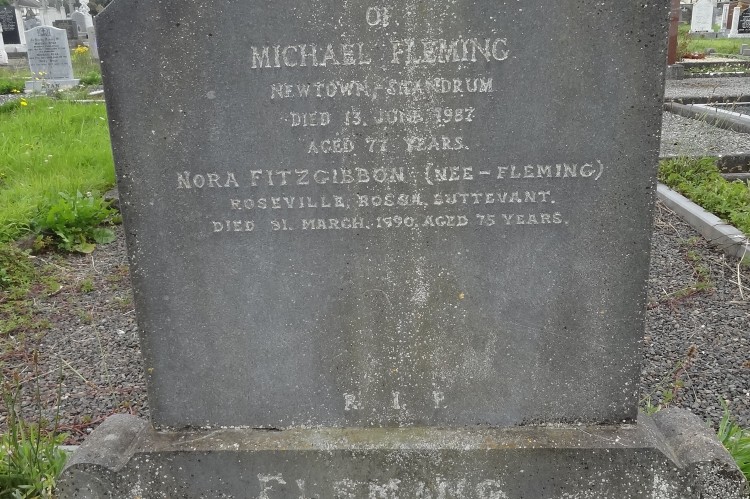 OF
MICHAEL FLEMING
NEWTOWN, SHANDRUM
DIED 13. JUNE 1987
AGED 77 YEARS.
NORA FITZGIBBON (NEE-FLEMING)
ROSEVILLE, BUTTEVANT.
DIED 31. MARCH. 1990. AGED 75 YEARS.
R. I. P.
FLEMING